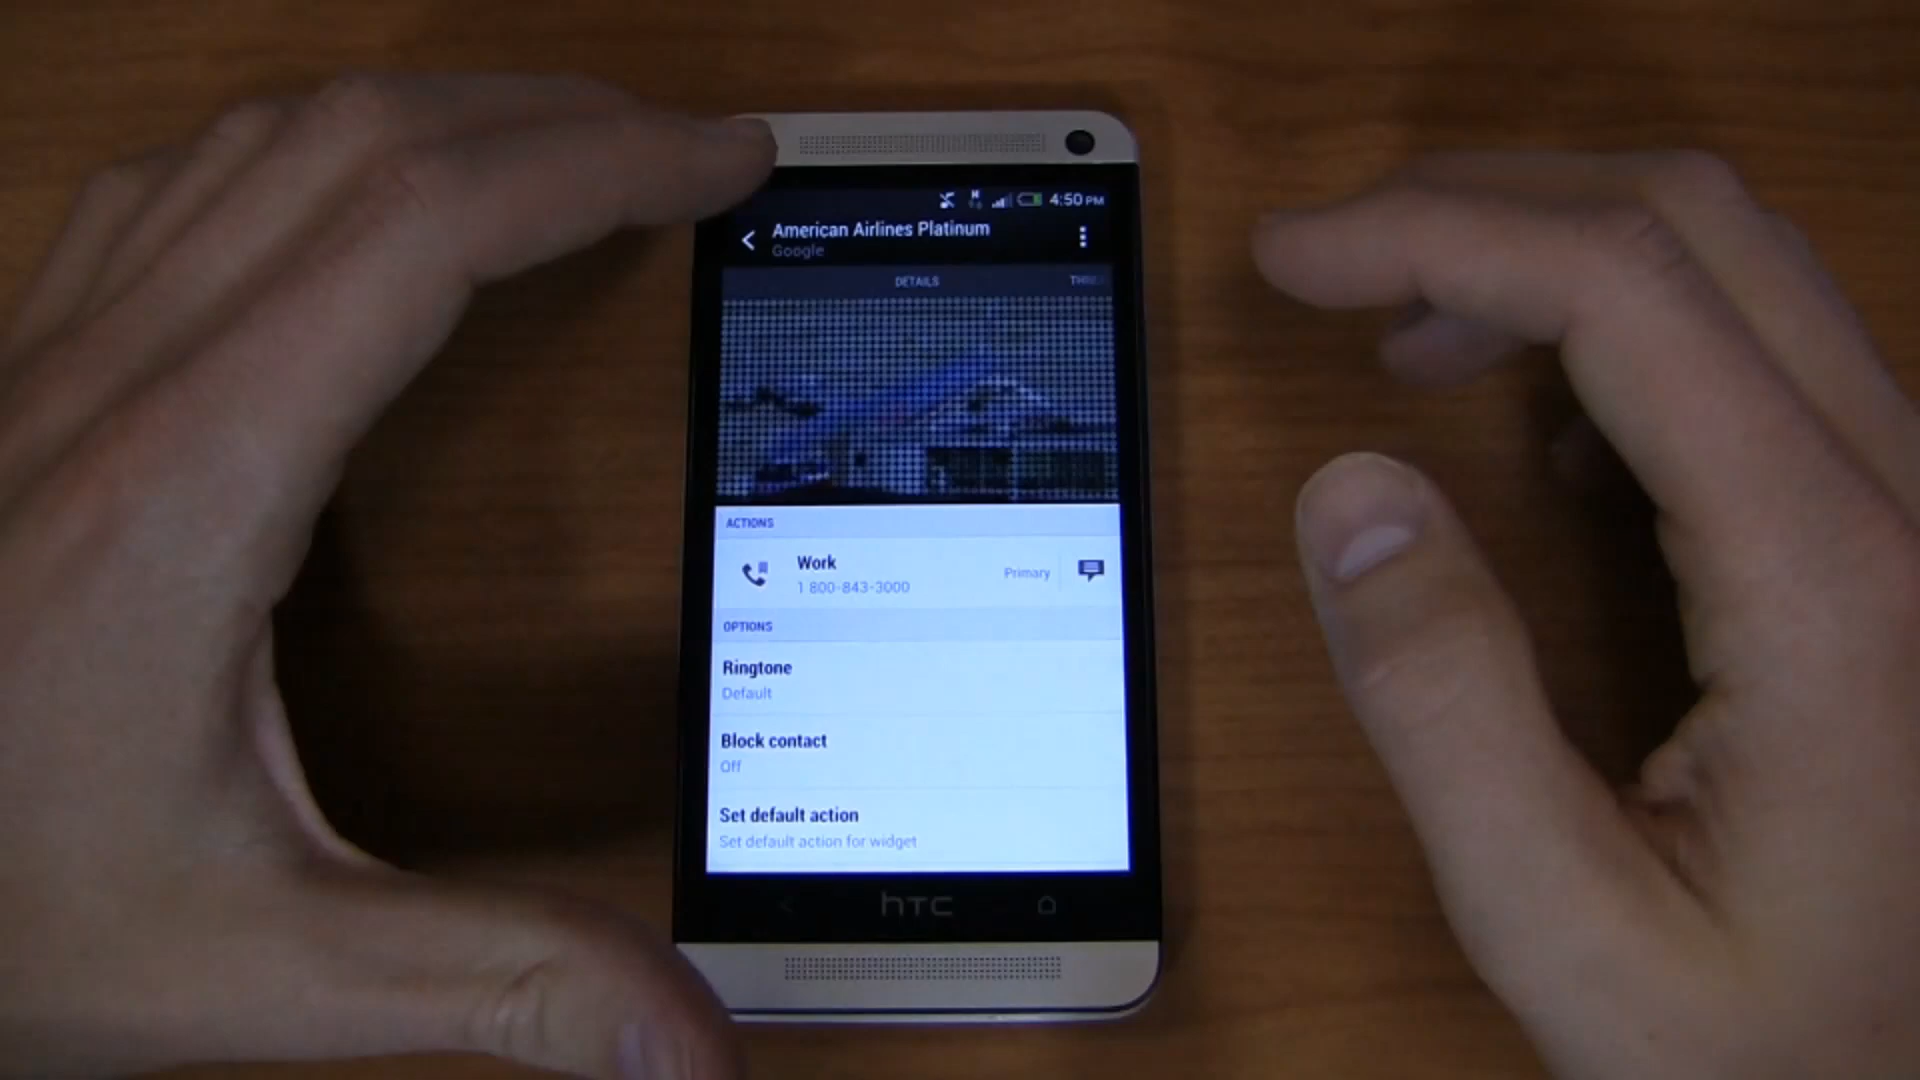 4:50 PM
American Airlines Platinum
Google
DETAILS
ACTIONS
Work
1 800-843-3000
Primary
OPTIONS
Ringtone
Default
Block contact
Off
Set default action
Set default action for widget
hTC